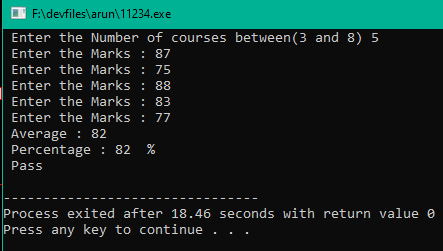 F:\devfiles\arun\11234.exe
Enter the Number of courses between(3 and 8) 5
Enter the Marks : 87
Enter the Marks : 75
Enter the Marks : 88
Enter the Marks : 83
Enter the Marks : 77
Average : 82
Percentage : 82  %
Pass
--------------------------------
Process exited after 18.46 seconds with return value 0
Press any key to continue . . .